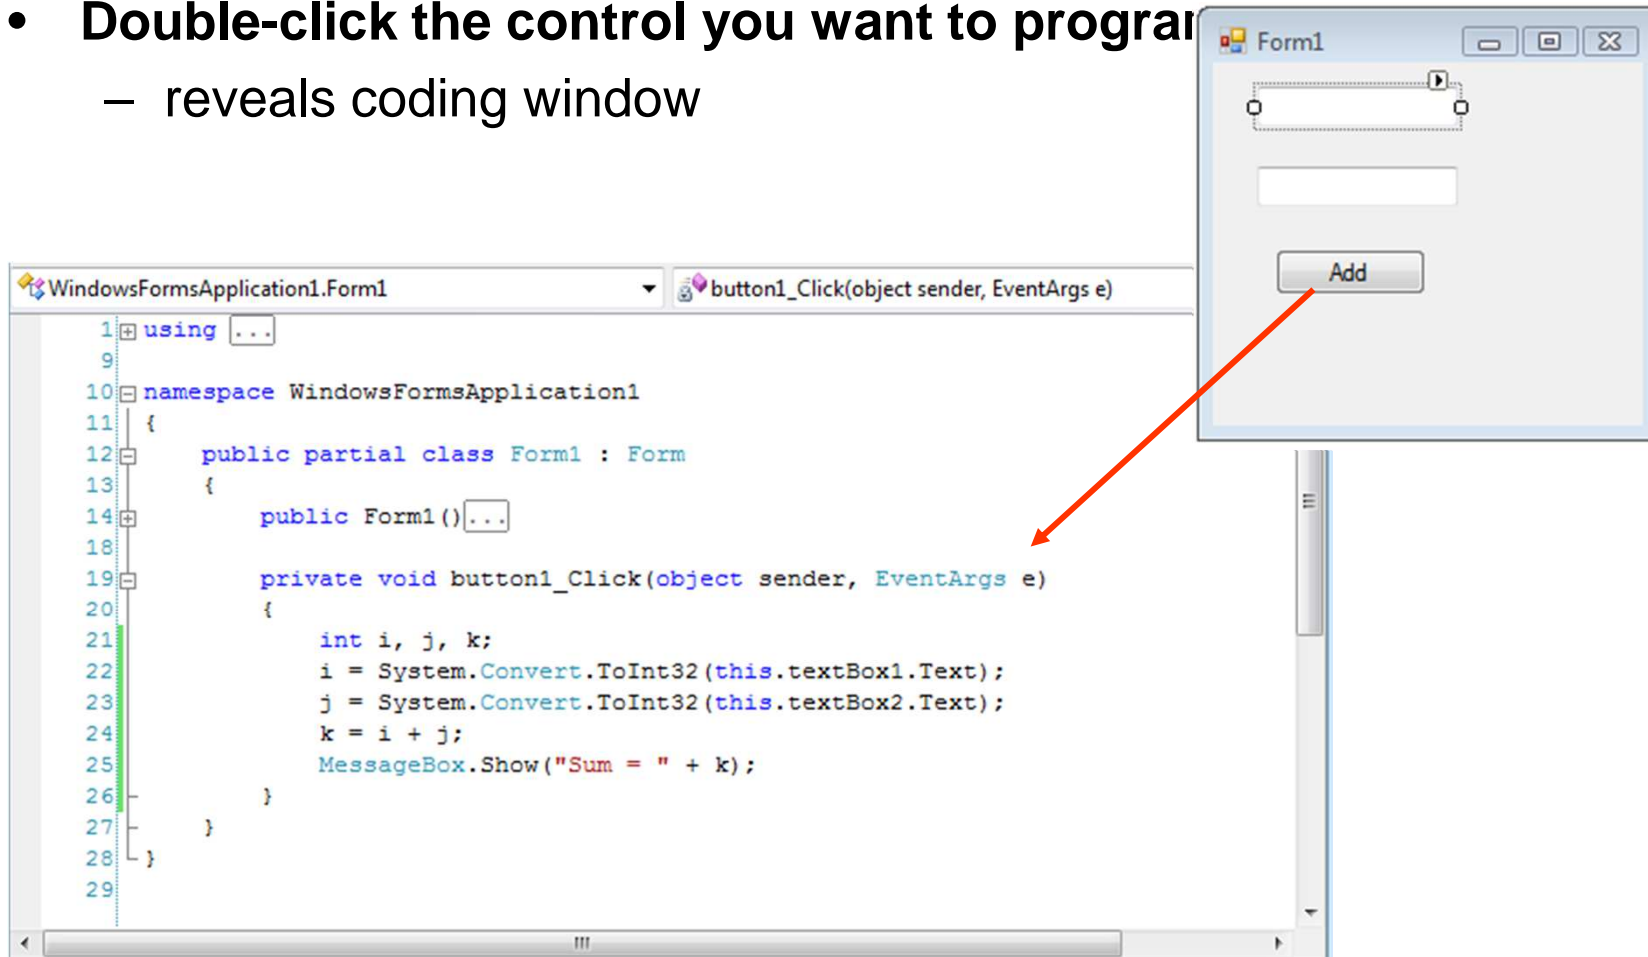 • Double-click the control you want to progra
– reveals coding window
Form1
Add
WindowsFormsApplication1.Form1
button1_Click(object sender, EventArgs e)
1 using ...
9
10 namespace WindowsFormsApplication1
11 {
12 public partial class Form1 : Form
13 {
14 public Form1()...
18
19 private void button1_Click(object sender, EventArgs e)
20 {
21 int i, j, k;
22 i = System.Convert.ToInt32(this.textBox1.Text);
23 j = System.Convert.ToInt32(this.textBox2.Text);
24 k = i + j;
25 MessageBox.Show("Sum = " + k);
26 }
27 }
28 }
29